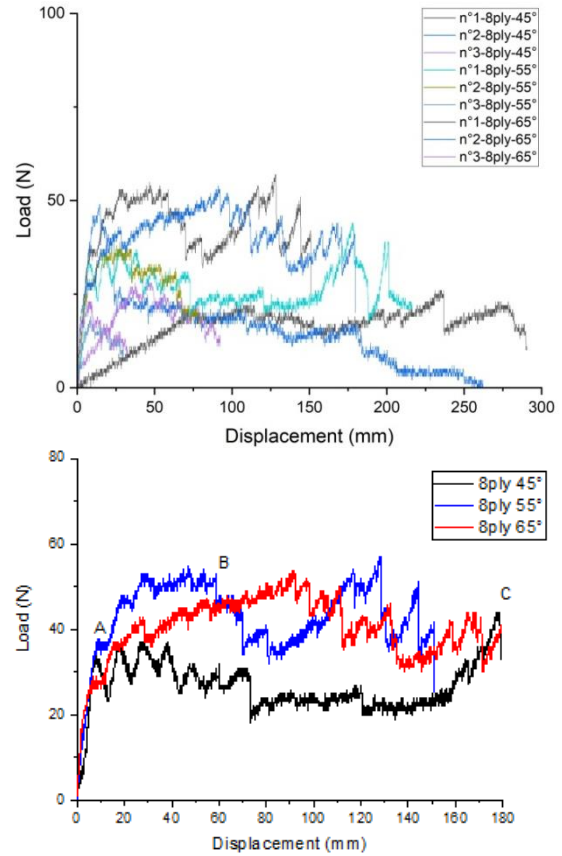 100
n°1-8ply-45°
n°2-8ply-45°
n°3-8ply-45°
n°1-8ply-55°
n°2-8ply-55°
n°3-8ply-55°
n°1-8ply-65°
n°2-8ply-65°
n°3-8ply-65°
Load (N)
50
0
0 50 100 150 200 250 300
Displacement (mm)
80
8ply 45°
8ply 55°
8ply 65°
60
B
C
A
Load (N)
40
20
0
0 20 40 60 80 100 120 140 160 180
Displacement (mm)